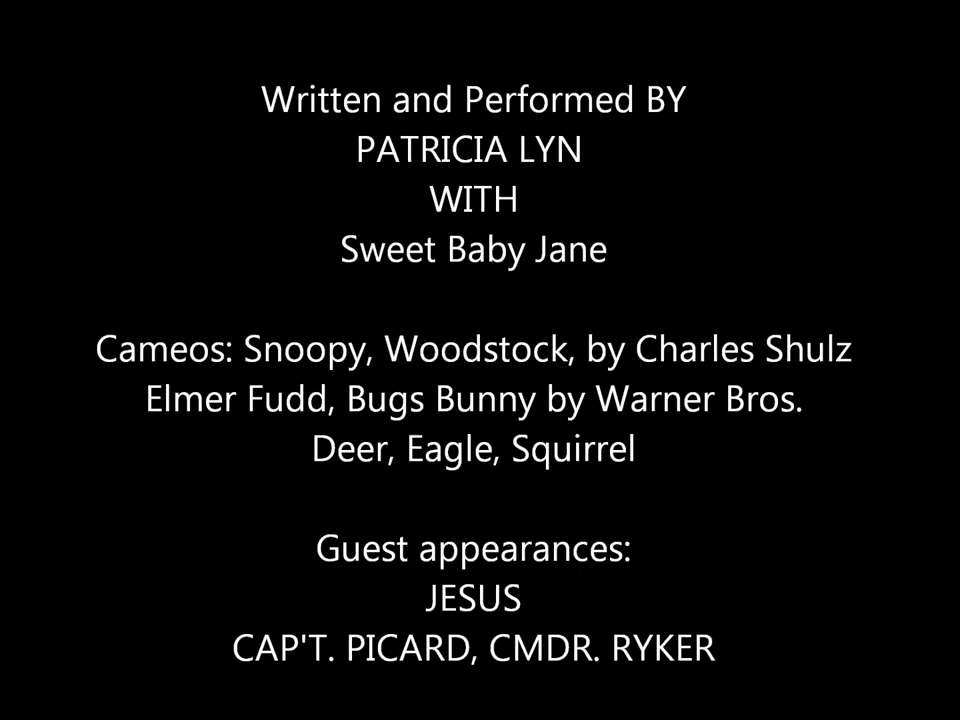 Written and Performed BY
PATRICIA LYN
WITH
Sweet Baby Jane
Cameos: Snoopy, Woodstock, by Charles Shulz
Elmer Fudd, Bugs Bunny by Warner Bros.
Deer, Eagle, Squirrel
Guest appearances:
JESUS
CAP'T. PICARD, CMDR. RYKER